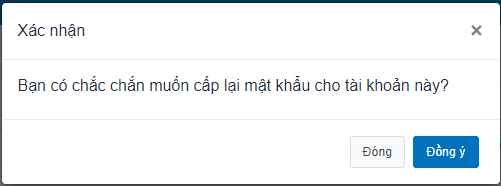 Xác nhận
×
Bạn có chắc chắn muốn cấp lại mật khẩu cho tài khoản này?
Đóng Đồng ý